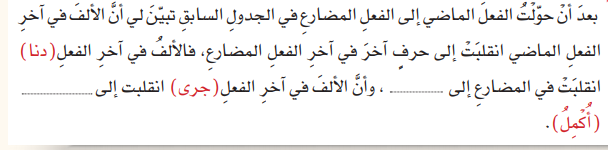 بعدَ أنْ حوّلْتُ الفعلَ الماضي إلى الفعلِ المضارعِ في الجدولِ السابقِ تبيّنَ لي أنَّ الألفَ في آخرِ
الفعلِ الماضي انقلبَتْ إلى حرفٍ آخرَ في آخرِ الفعلِ المضارعِ، فالألفُ في آخرِ الفعلِ (دنا)
انقلبَتْ في المضارعِ إلى ............ ، وأنَّ الألفَ في آخرِ الفعلِ (جرى) انقلبت إلى ................
(أُكْمِلُ).